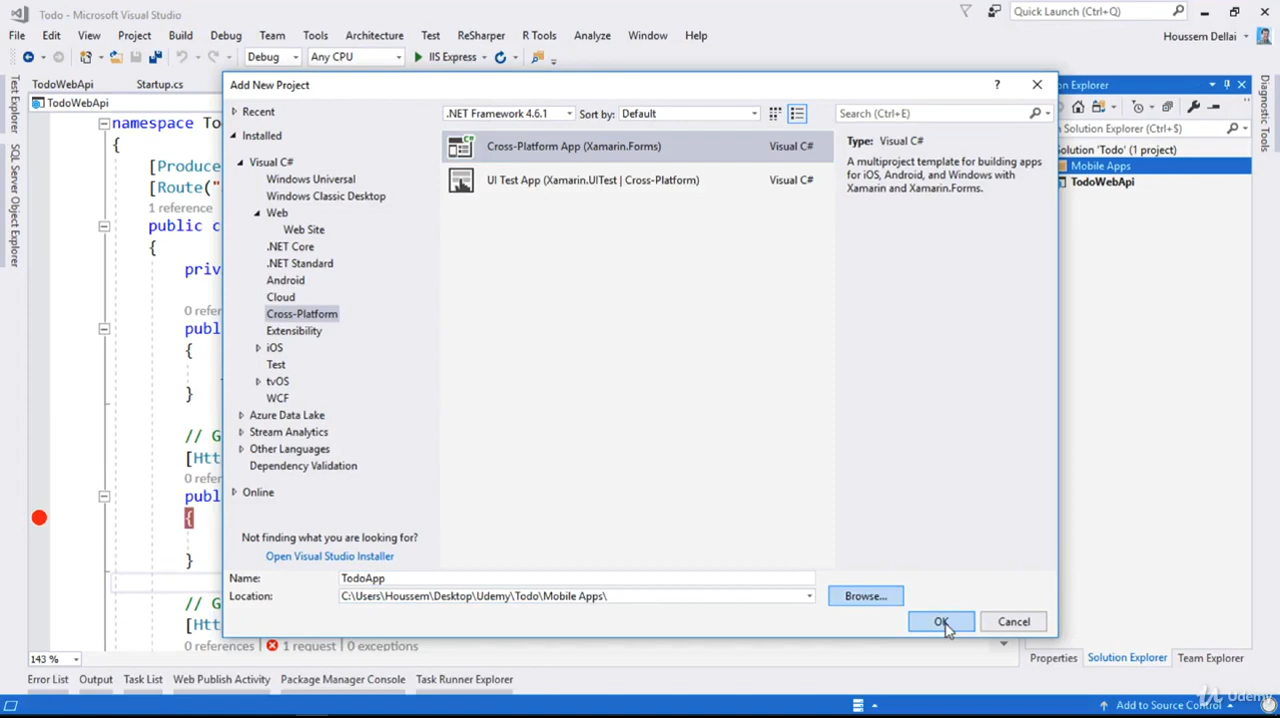 Todo - Microsoft Visual Studio
Quick Launch (Ctrl+Q)
File Edit View Project Build Debug Team Tools Architecture Test ReSharper R Tools Analyze Window Help
Houssem Dellai
Debug Any CPU IIS Express
TodoWebApi Startup.cs
TodoWebApi
Test Explorer
SQL Server Object Explorer
namespace To
{
[Produce
[Route("
1 reference
public c
{
priv
0 refer
publ
{
}
// G
[Htt
0 refer
publ
{
}
// G
[Htt
0 references 1 request | 0 exceptions
143 %
Add New Project
Recent
Installed
Visual C#
Windows Universal
Windows Classic Desktop
Web
Web Site
.NET Core
.NET Standard
Android
Cloud
Cross-Platform
Extensibility
iOS
Test
tvOS
WCF
Azure Data Lake
Stream Analytics
Other Languages
Dependency Validation
Online
Not finding what you are looking for?
Open Visual Studio Installer
.NET Framework 4.6.1 Sort by: Default
Search (Ctrl+E)
Cross-Platform App (Xamarin.Forms) Visual C#
UI Test App (Xamarin.UITest | Cross-Platform) Visual C#
Type: Visual C#
A multiproject template for building apps
for iOS, Android, and Windows with
Xamarin and Xamarin.Forms.
Name: TodoApp
Location: C:\Users\Houssem\Desktop\Udemy\Todo\Mobile Apps\
Browse...
OK Cancel
on Explorer
Solution Explorer (Ctrl+$)
olution 'Todo' (1 project)
Mobile Apps
TodoWebApi
Diagnostic Tools
Properties Solution Explorer Team Explorer
Error List Output Task List Web Publish Activity Package Manager Console Task Runner Explorer
Add to Source Control
Udemy